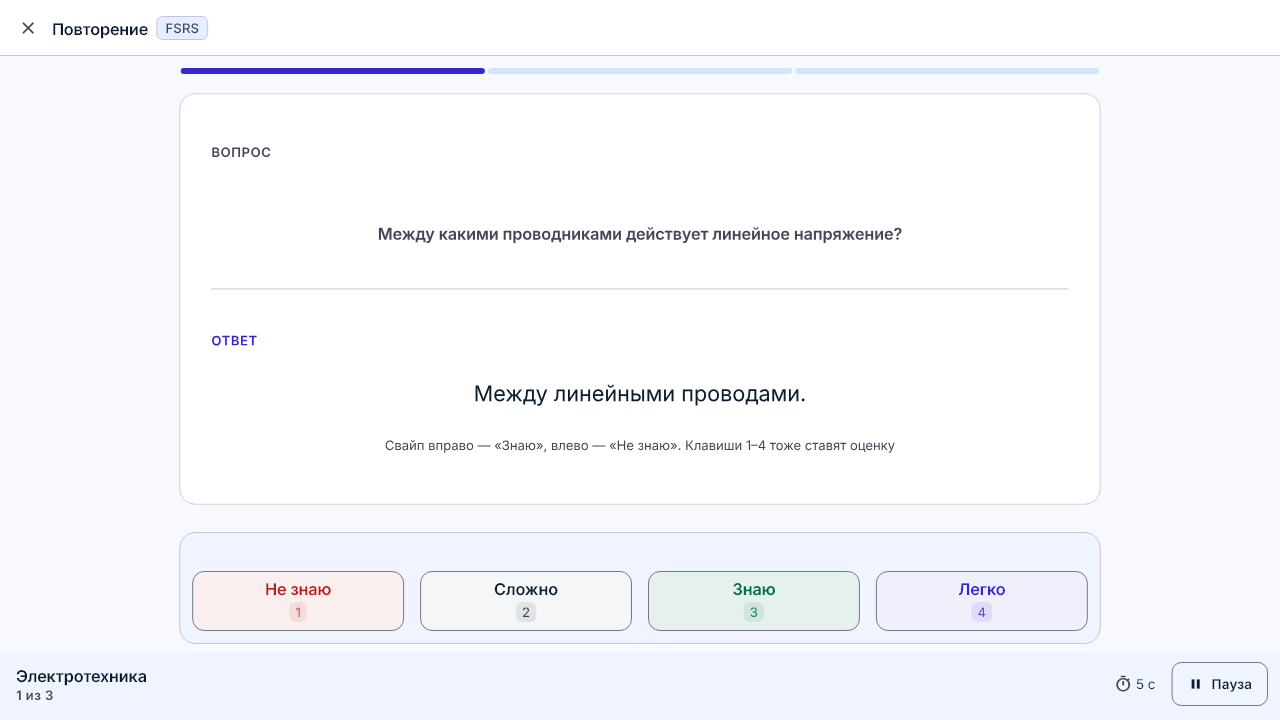 Повторение FSRS
ВОПРОС
Между какими проводниками действует линейное напряжение?
ОТВЕТ
Между линейными проводами.
Свайп вправо — «Знаю», влево — «Не знаю». Клавиши 1–4 тоже ставят оценку
Не знаю
1
Сложно
2
Знаю
3
Легко
4
Электротехника
1 из 3
5 с
Пауза